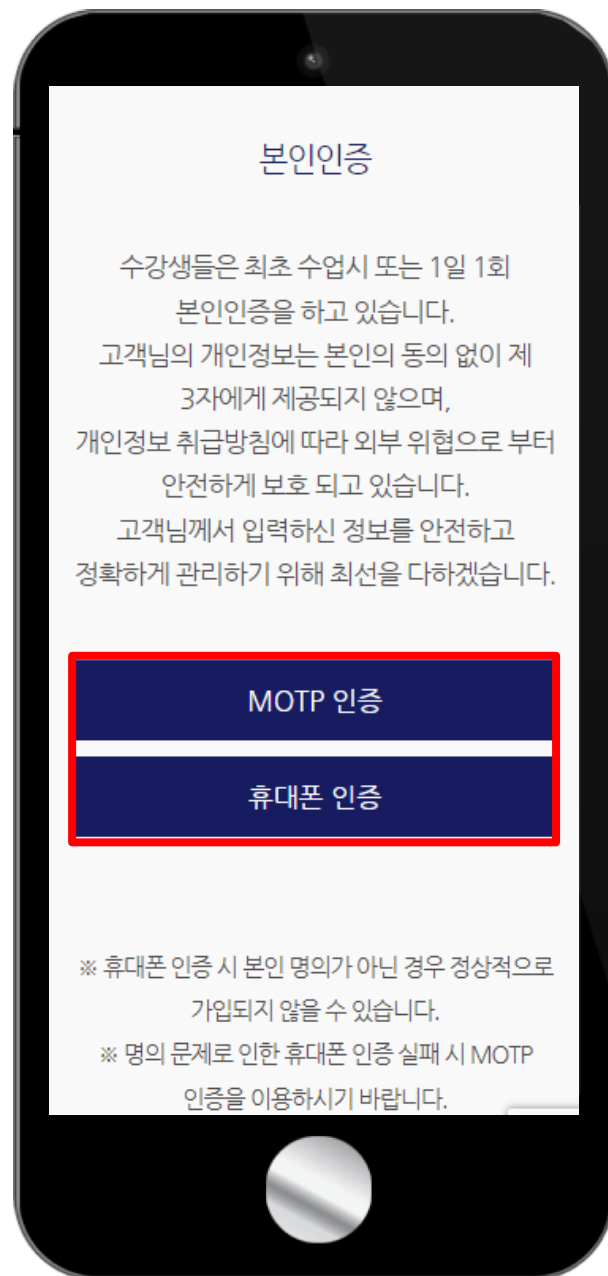 본인인증
수강생들은 최초 수업시 또는 1일 1회
본인인증을 하고 있습니다.
고객님의 개인정보는 본인의 동의 없이 제
3자에게 제공되지 않으며,
개인정보 취급방침에 따라 외부 위협으로 부터
안전하게 보호 되고 있습니다.
고객님께서 입력하신 정보를 안전하고
정확하게 관리하기 위해 최선을 다하겠습니다.
MOTP 인증
휴대폰 인증
※ 휴대폰 인증 시 본인 명의가 아닌 경우 정상적으로
가입되지 않을 수 있습니다.
※ 명의 문제로 인한 휴대폰 인증 실패 시 MOTP
인증을 이용하시기 바랍니다.